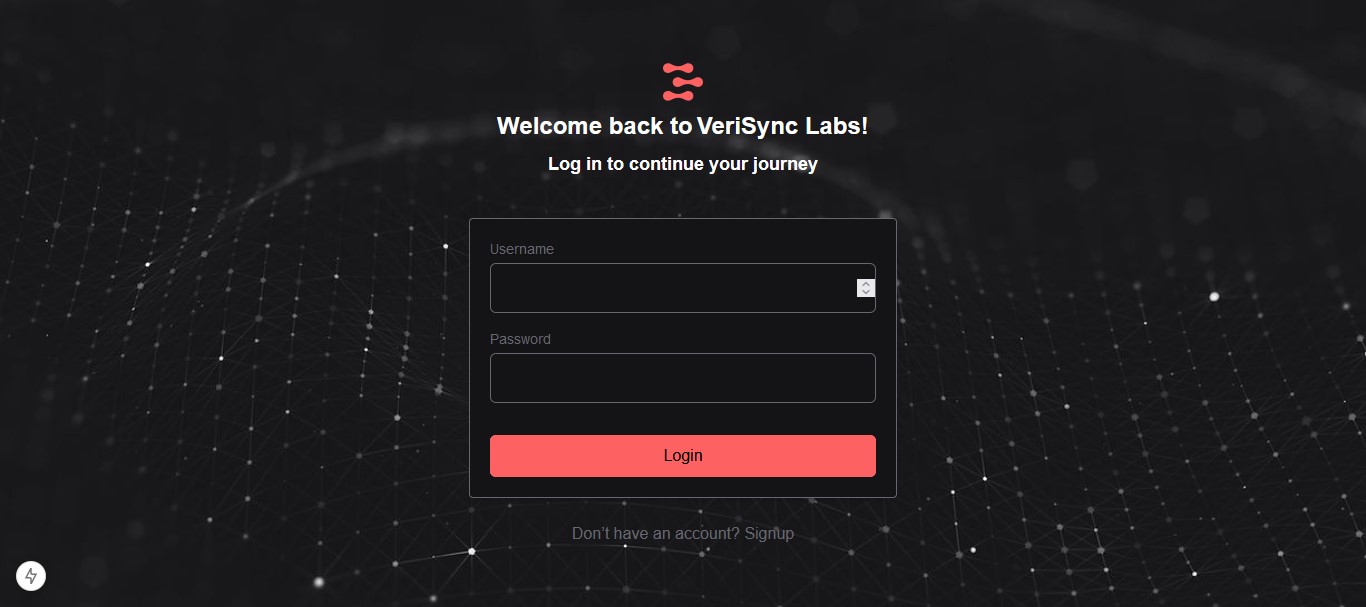 Welcome back to VeriSync Labs!
Log in to continue your journey
Username
Password
Login
Don't have an account? Signup